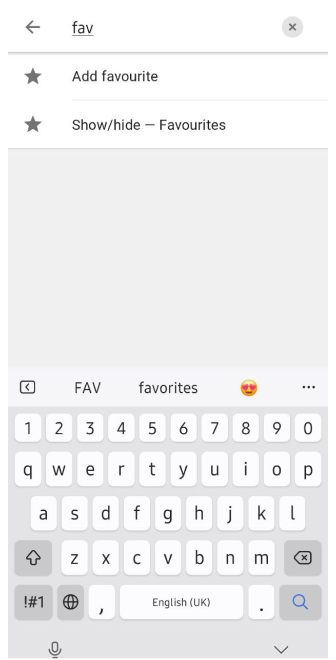 fav
Add favourite
Show/hide — Favourites
FAV favorites 😍
1 2 3 4 5 6 7 8 9 0
q w e r t y u i o p
a s d f g h j k l
z x c v b n m
!#1 , English (UK) .